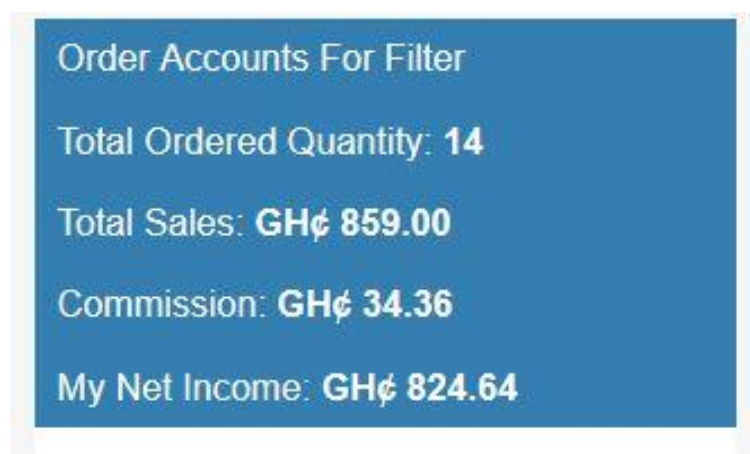 Order Accounts For Filter
Total Ordered Quantity: 14
Total Sales: GH¢ 859.00
Commission: GH¢ 34.36
My Net Income: GH¢ 824.64